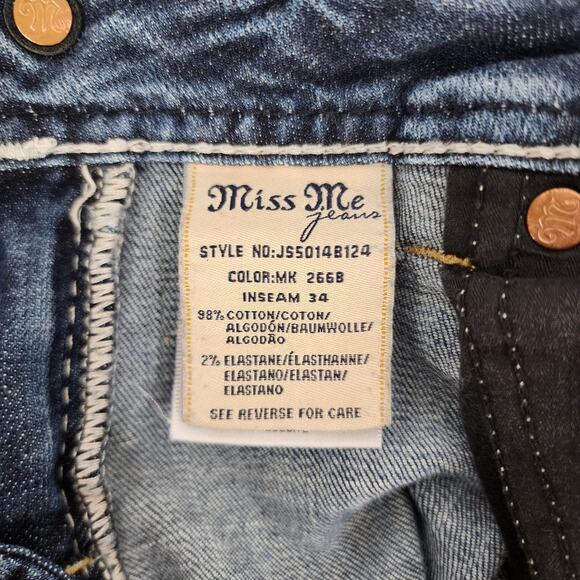 Miss Me
jeans
STYLE NO:JS5014B124
COLOR:MK 266B
INSEAM 34
98% COTTON/COTON/
ALGODÓN/BAUMWOLLE/
ALGODÃO
2% ELASTANE/ÉLASTHANNE/
ELASTANO/ELASTAN/
ELASTANO
SEE REVERSE FOR CARE
M
M